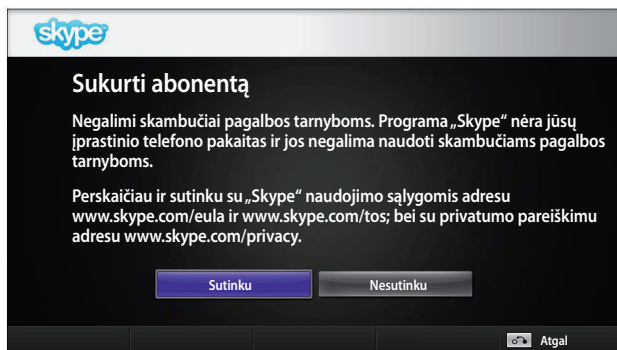 skype
Sukurti abonentą
Negalimi skambučiai pagalbos tarnyboms. Programa „Skype“ nėra jūsų
įprastinio telefono pakaitas ir jos negalima naudoti skambučiams pagalbos
tarnyboms.
Perskaičiau ir sutinku su „Skype“ naudojimo sąlygomis adresu
www.skype.com/eula ir www.skype.com/tos; bei su privatumo pareiškimu
adresu www.skype.com/privacy.
Sutinku Nesutinku
Atgal